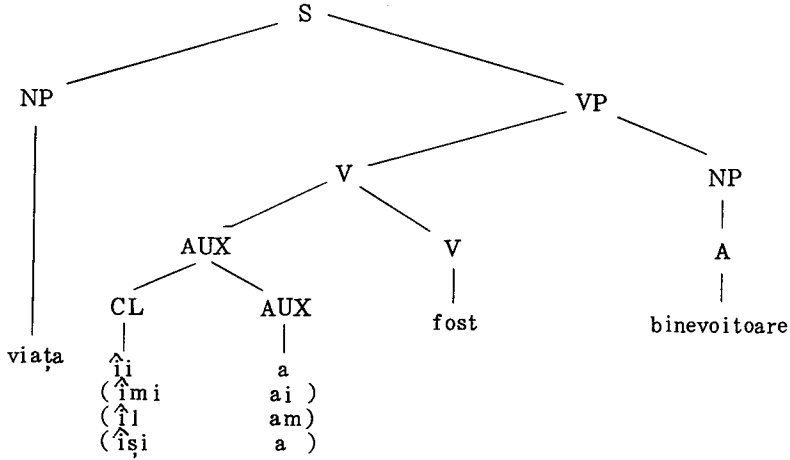 S
NP VP
V NP
AUX V A
CL AUX fost binevoitoare
viața îi a
(îmi ai)
(îl am)
(își a)